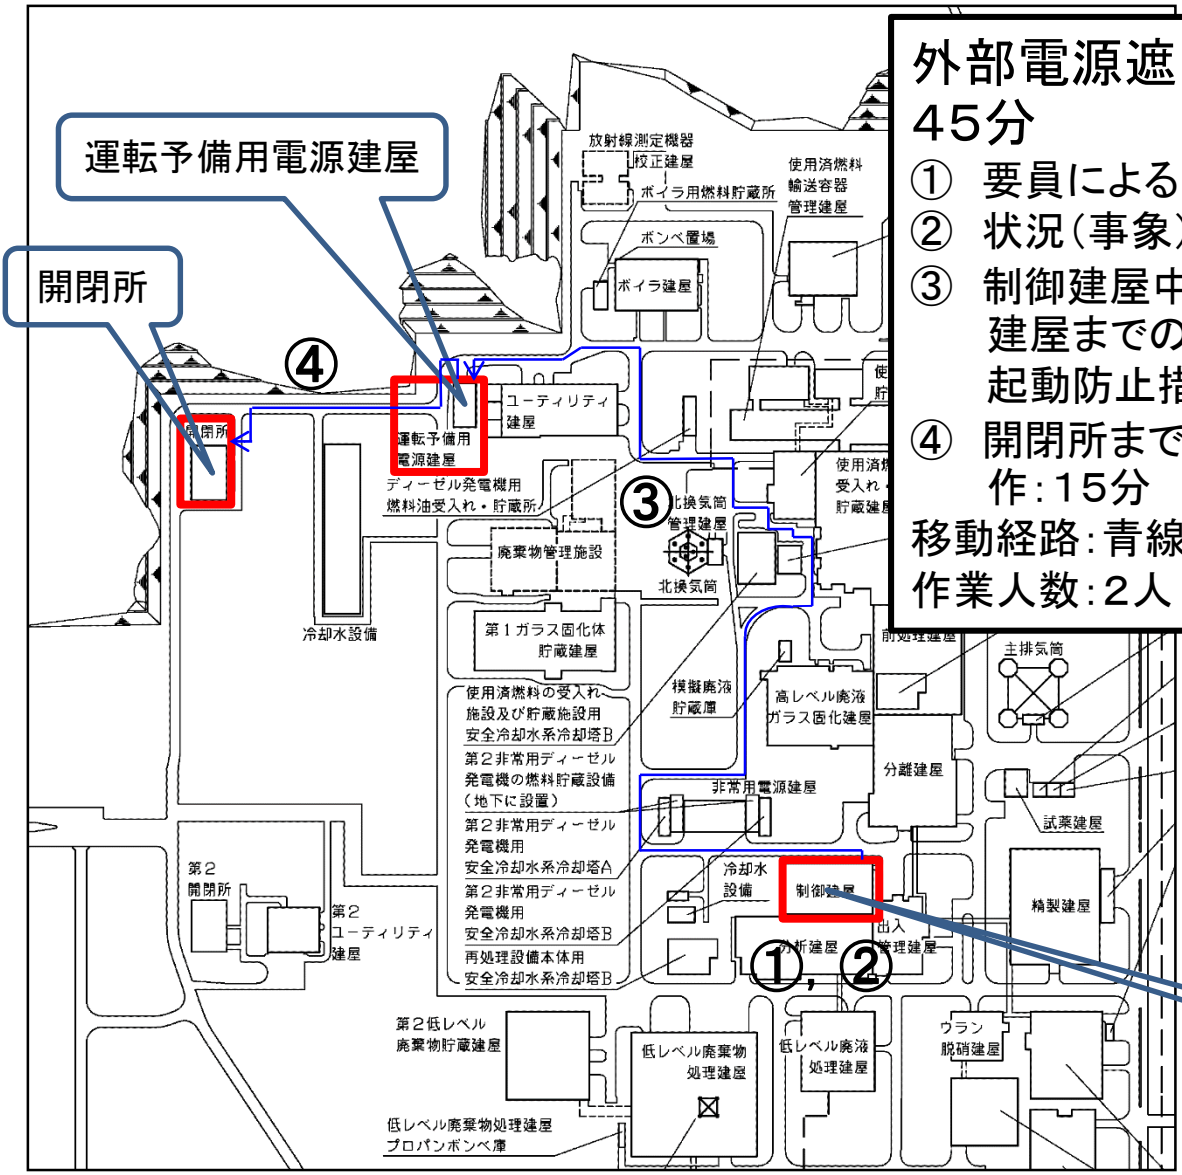 外部電源遮
45分
① 要員による
② 状況（事象）
③ 制御建屋中
建屋までの
起動防止措
④ 開閉所まで
作：15分
移動経路：青線
作業人数：2人
運転予備用電源建屋
開閉所
④
③
①, ②
放射線測定機器
校正建屋
ボイラ用燃料貯蔵所
ボンベ置場
ボイラ建屋
使用済燃料
輸送容器
管理建屋
使
貯
ユーティリティ
建屋
開閉所
運転予備用
電源建屋
ディーゼル発電機用
燃料油受入れ・貯蔵所
使用済燃
受入れ・
貯蔵建屋
北換気筒
管理建屋
廃棄物管理施設
北換気筒
冷却水設備
第1ガラス固化体
貯蔵建屋
前処理建屋
主排気筒
模擬廃液
貯蔵庫
高レベル廃液
ガラス固化建屋
使用済燃料の受入れ
施設及び貯蔵施設用
安全冷却水系冷却塔B
第2非常用ディーゼル
発電機の燃料貯蔵設備
（地下に設置）
第2非常用ディーゼル
発電機用
安全冷却水系冷却塔A
第2非常用ディーゼル
発電機用
安全冷却水系冷却塔B
再処理設備本体用
安全冷却水系冷却塔B
分離建屋
非常用電源建屋
試薬建屋
第2
開閉所
第2
ユーティリティ
建屋
冷却水
設備
制御建屋
精製建屋
出入
管理建屋
分析建屋
第2低レベル
廃棄物貯蔵建屋
低レベル廃棄物
処理建屋
低レベル廃液
処理建屋
ウラン
脱硝建屋
低レベル廃棄物処理建屋
プロパンボンベ庫